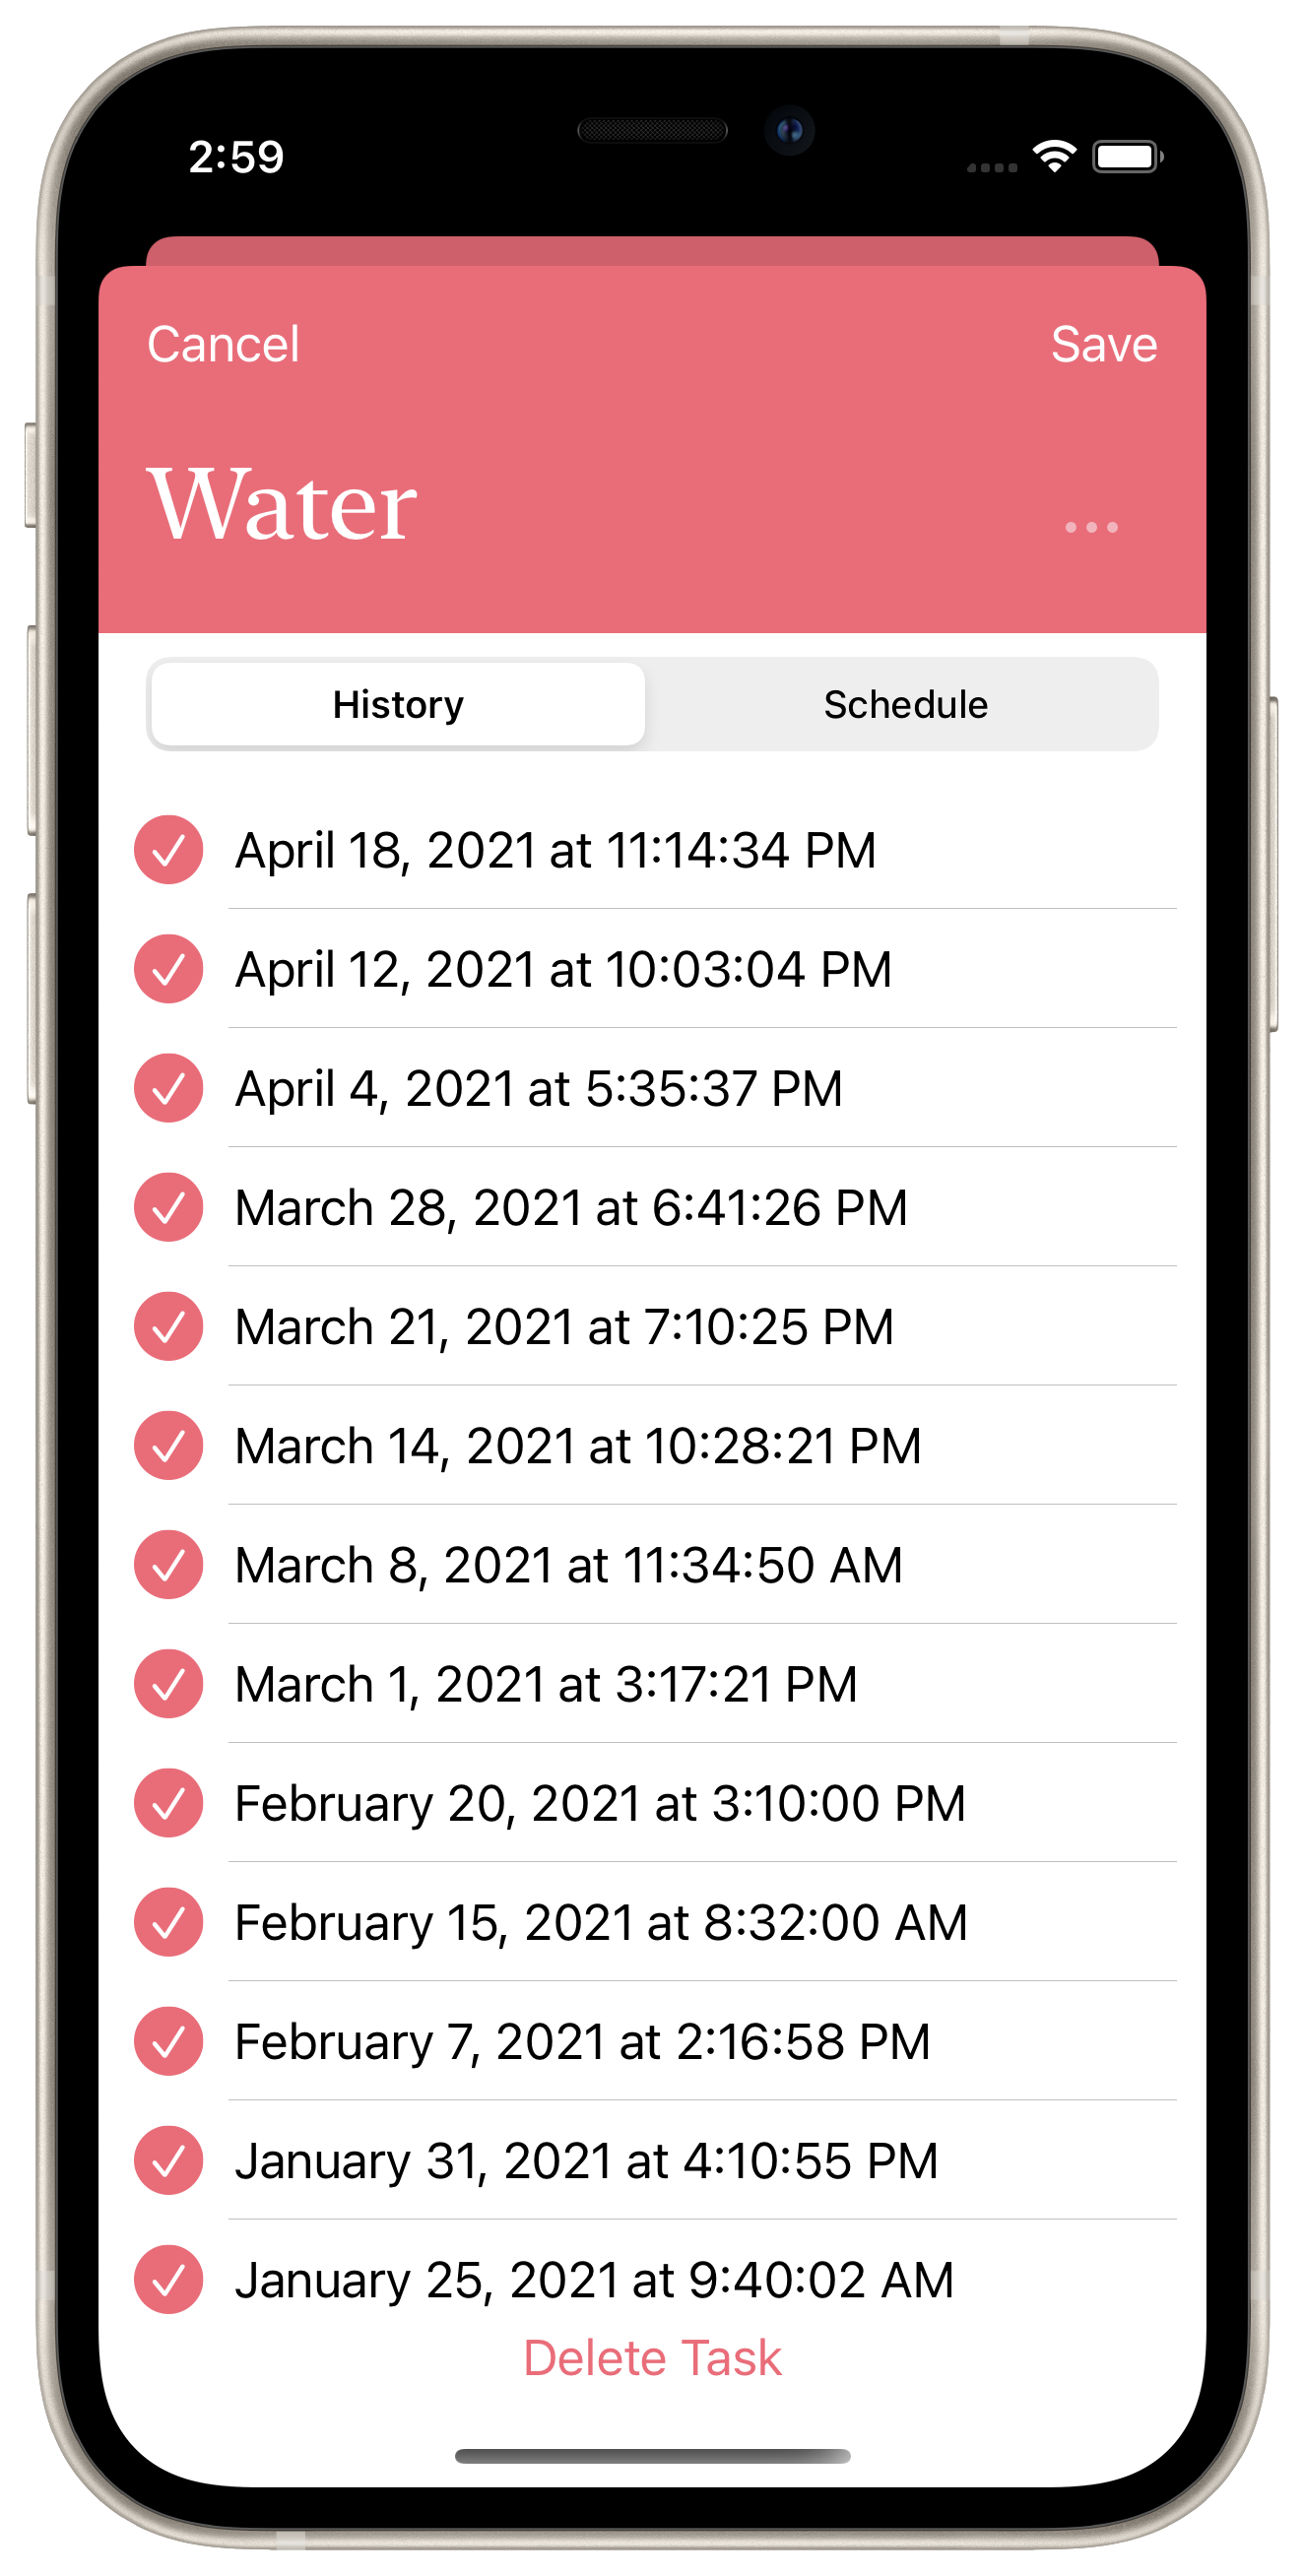 2:59
Cancel Save
Water
History Schedule
April 18, 2021 at 11:14:34 PM
April 12, 2021 at 10:03:04 PM
April 4, 2021 at 5:35:37 PM
March 28, 2021 at 6:41:26 PM
March 21, 2021 at 7:10:25 PM
March 14, 2021 at 10:28:21 PM
March 8, 2021 at 11:34:50 AM
March 1, 2021 at 3:17:21 PM
February 20, 2021 at 3:10:00 PM
February 15, 2021 at 8:32:00 AM
February 7, 2021 at 2:16:58 PM
January 31, 2021 at 4:10:55 PM
January 25, 2021 at 9:40:02 AM
Delete Task